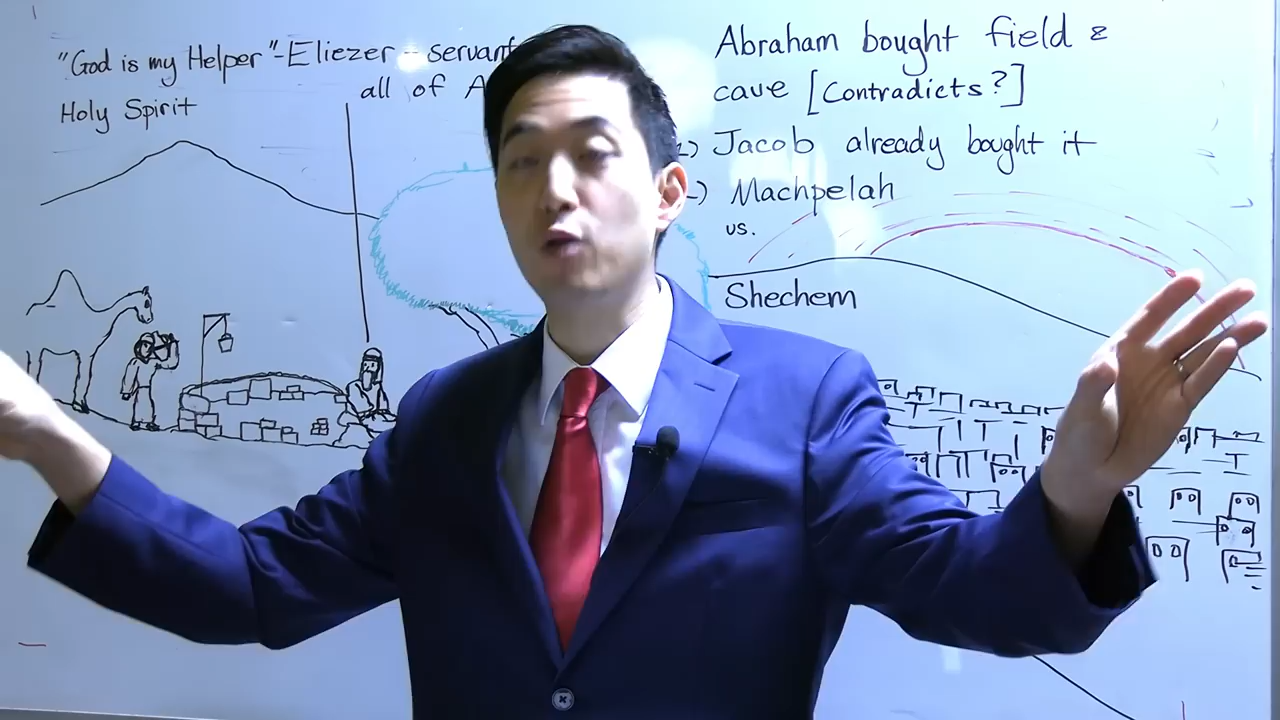 "God is my Helper"-Eliezer - servant
all of
Holy Spirit
Abraham bought field &
cave [Contradicts?]
Jacob already bought it
Machpelah
vs.
Shechem